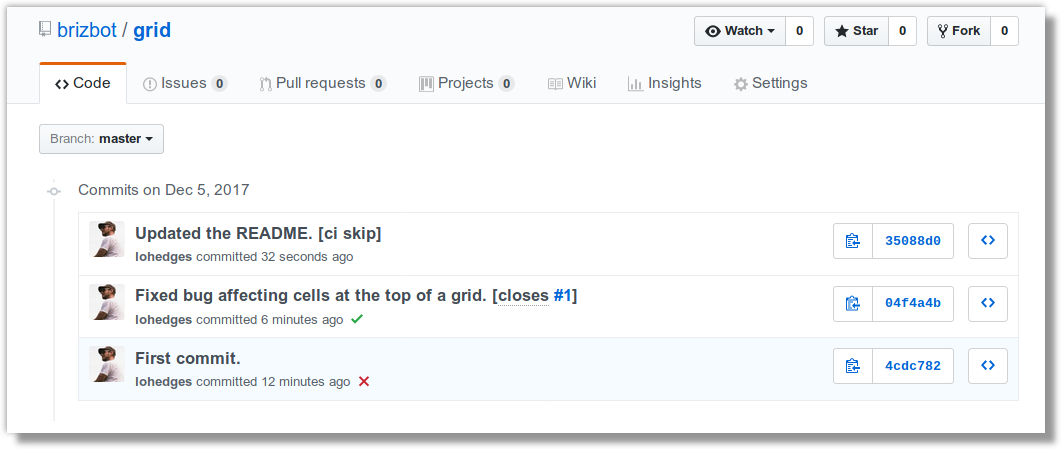 brizbot / grid
Watch 0 Star 0 Fork 0
Code Issues 0 Pull requests 0 Projects 0 Wiki Insights Settings
Branch: master
Commits on Dec 5, 2017
Updated the README. [ci skip]
lohedges committed 32 seconds ago
35088d0
Fixed bug affecting cells at the top of a grid. [closes #1]
lohedges committed 6 minutes ago
04f4a4b
First commit.
lohedges committed 12 minutes ago
4cdc782